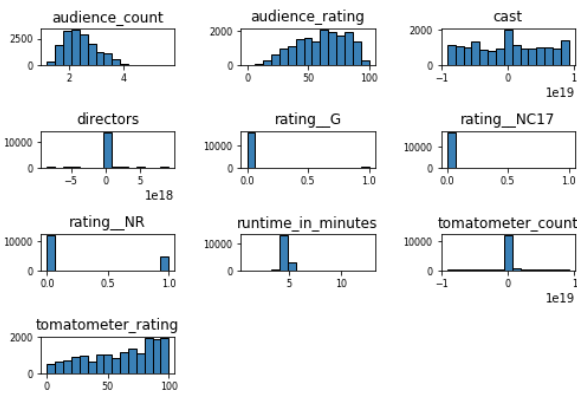 audience_count
audience_rating
cast
2500
0
2 4
2000
0
0 50 100
2000
0
−1 0 1
1e19
directors
rating__G
rating__NC17
10000
0
−5 0 5
1e18
10000
0
0.0 0.5 1.0
10000
0
0.0 0.5 1.0
rating__NR
runtime_in_minutes
tomatometer_count
10000
0
0.0 0.5 1.0
10000
0
5 10
10000
0
−1 0 1
1e19
tomatometer_rating
2000
0
0 50 100